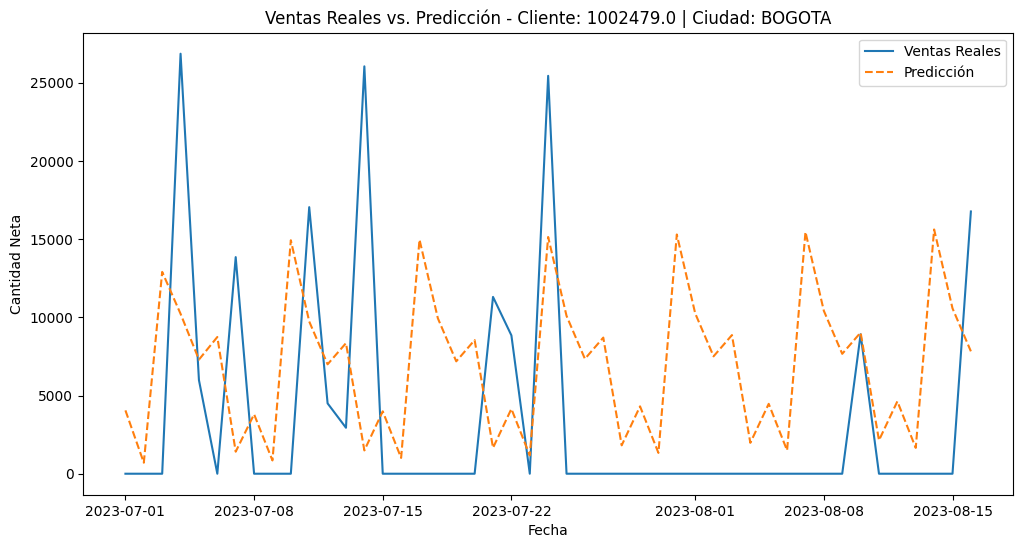 Ventas Reales vs. Predicción - Cliente: 1002479.0 | Ciudad: BOGOTA
Ventas Reales
Predicción
Cantidad Neta
25000
20000
15000
10000
5000
0
2023-07-01 2023-07-08 2023-07-15 2023-07-22 2023-08-01 2023-08-08 2023-08-15
Fecha